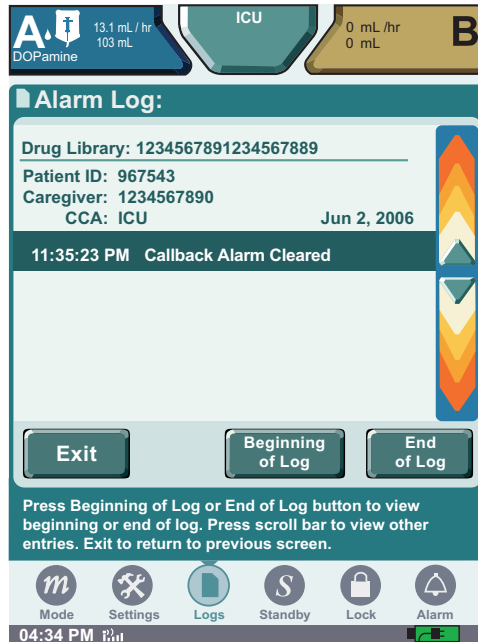 A
13.1 mL / hr
103 mL
DOPamine
ICU
0 mL /hr
0 mL
B
Alarm Log:
Drug Library: 1234567891234567889
Patient ID: 967543
Caregiver: 1234567890
CCA: ICU Jun 2, 2006
11:35:23 PM Callback Alarm Cleared
Exit
Beginning
of Log
End
of Log
Press Beginning of Log or End of Log button to view
beginning or end of log. Press scroll bar to view other
entries. Exit to return to previous screen.
m
S
Mode Settings Logs Standby Lock Alarm
04:34 PM